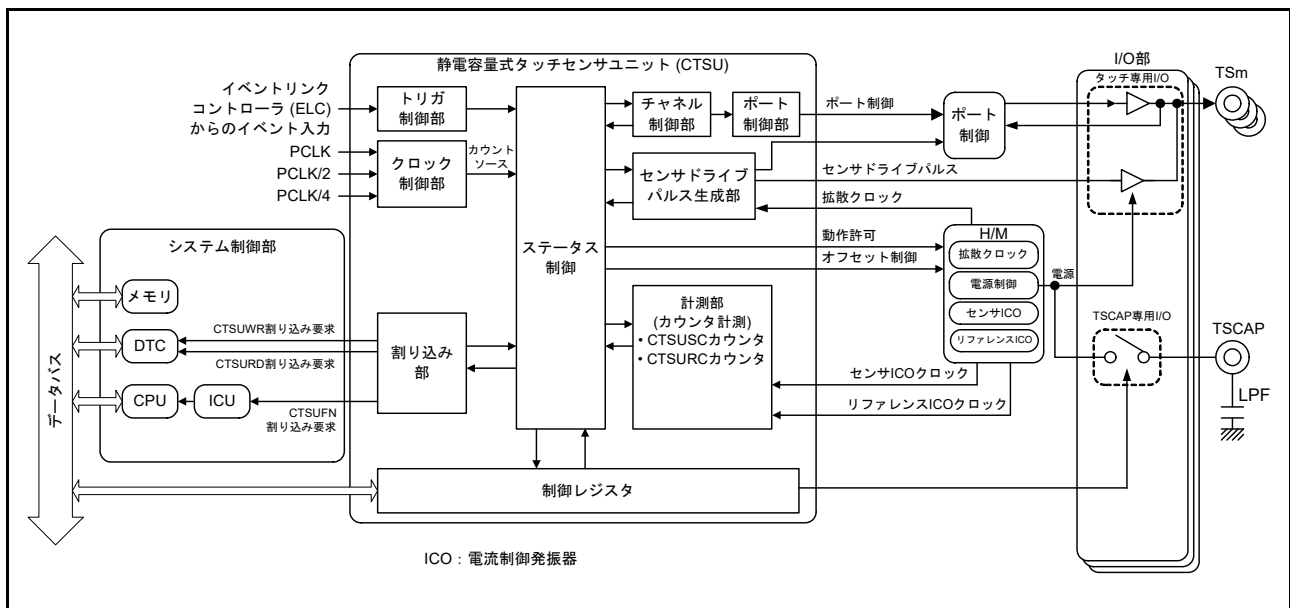 静電容量式タッチセンサユニット (CTSU)
イベントリンク
コントローラ (ELC)
からのイベント入力
PCLK
PCLK/2
PCLK/4
トリガ
制御部
クロック
制御部
カウント
ソース
ステータス
制御
チャネル
制御部
ポート
制御部
ポート制御
ポート
制御
センサドライブ
パルス生成部
センサドライブパルス
拡散クロック
動作許可
オフセット制御
H/M
拡散クロック
電源制御
センサICO
リファレンスICO
電源
I/O部
タッチ専用I/O
TSm
TSCAP専用I/O
TSCAP
LPF
計測部
(カウンタ計測)
・CTSUSCカウンタ
・CTSURCカウンタ
センサICOクロック
リファレンスICOクロック
システム制御部
メモリ
DTC
CPU
ICU
CTSUWR割り込み要求
CTSURD割り込み要求
CTSUFN
割り込み要求
割り込み
部
データバス
制御レジスタ
ICO：電流制御発振器